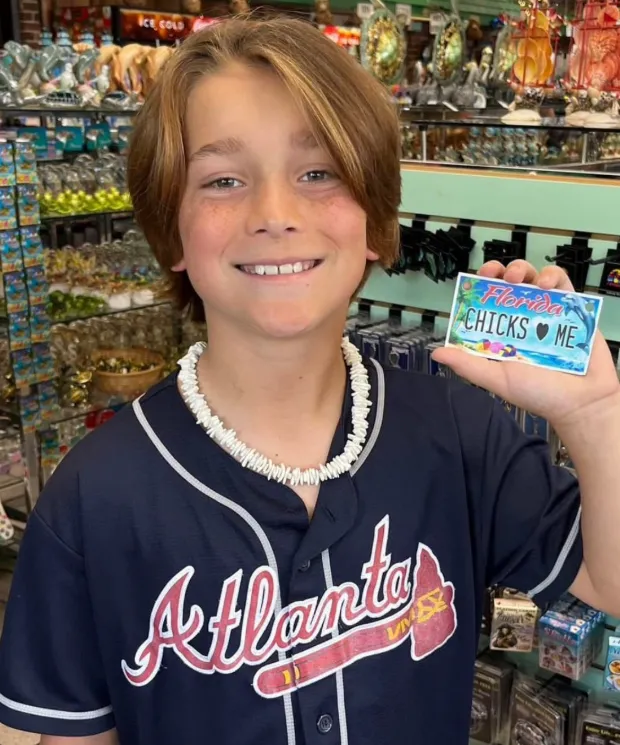 ICE COLD
Florida
CHICKS ♥ ME
Atlanta